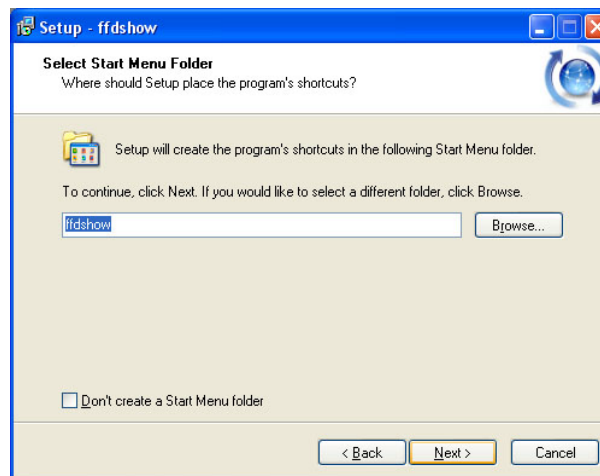 Setup - ffdshow
Select Start Menu Folder
Where should Setup place the program's shortcuts?
Setup will create the program's shortcuts in the following Start Menu folder.
To continue, click Next. If you would like to select a different folder, click Browse.
ffdshow
Browse...
Don't create a Start Menu folder
< Back
Next >
Cancel